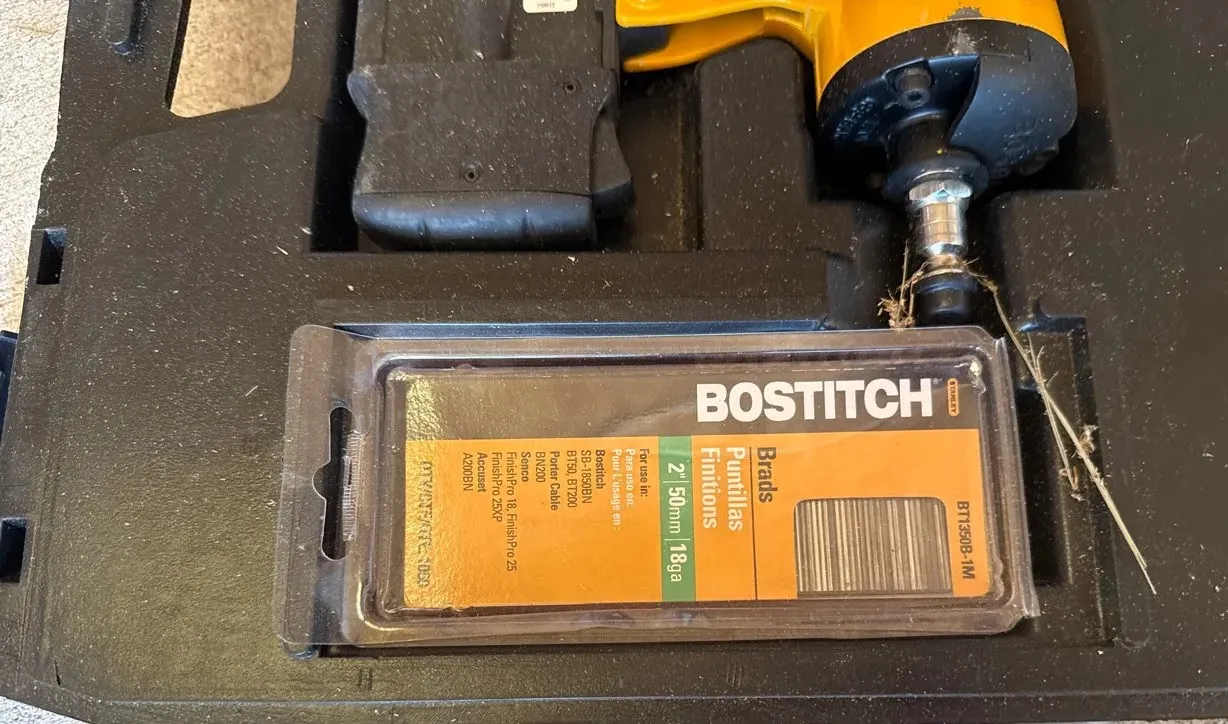 BOSTITCH
STANLEY
BT1350B-1M
Brads
Puntillas
Finitions
2" 50mm 18ga
For use in:
Para uso en:
Pour L'usage en:
Bostitch
SB-1850BN
BT50, BT200
Porter Cable
BN200
Senco
FinishPro 18, FinishPro 25
FinishPro 25XP
Accuset
A200BN